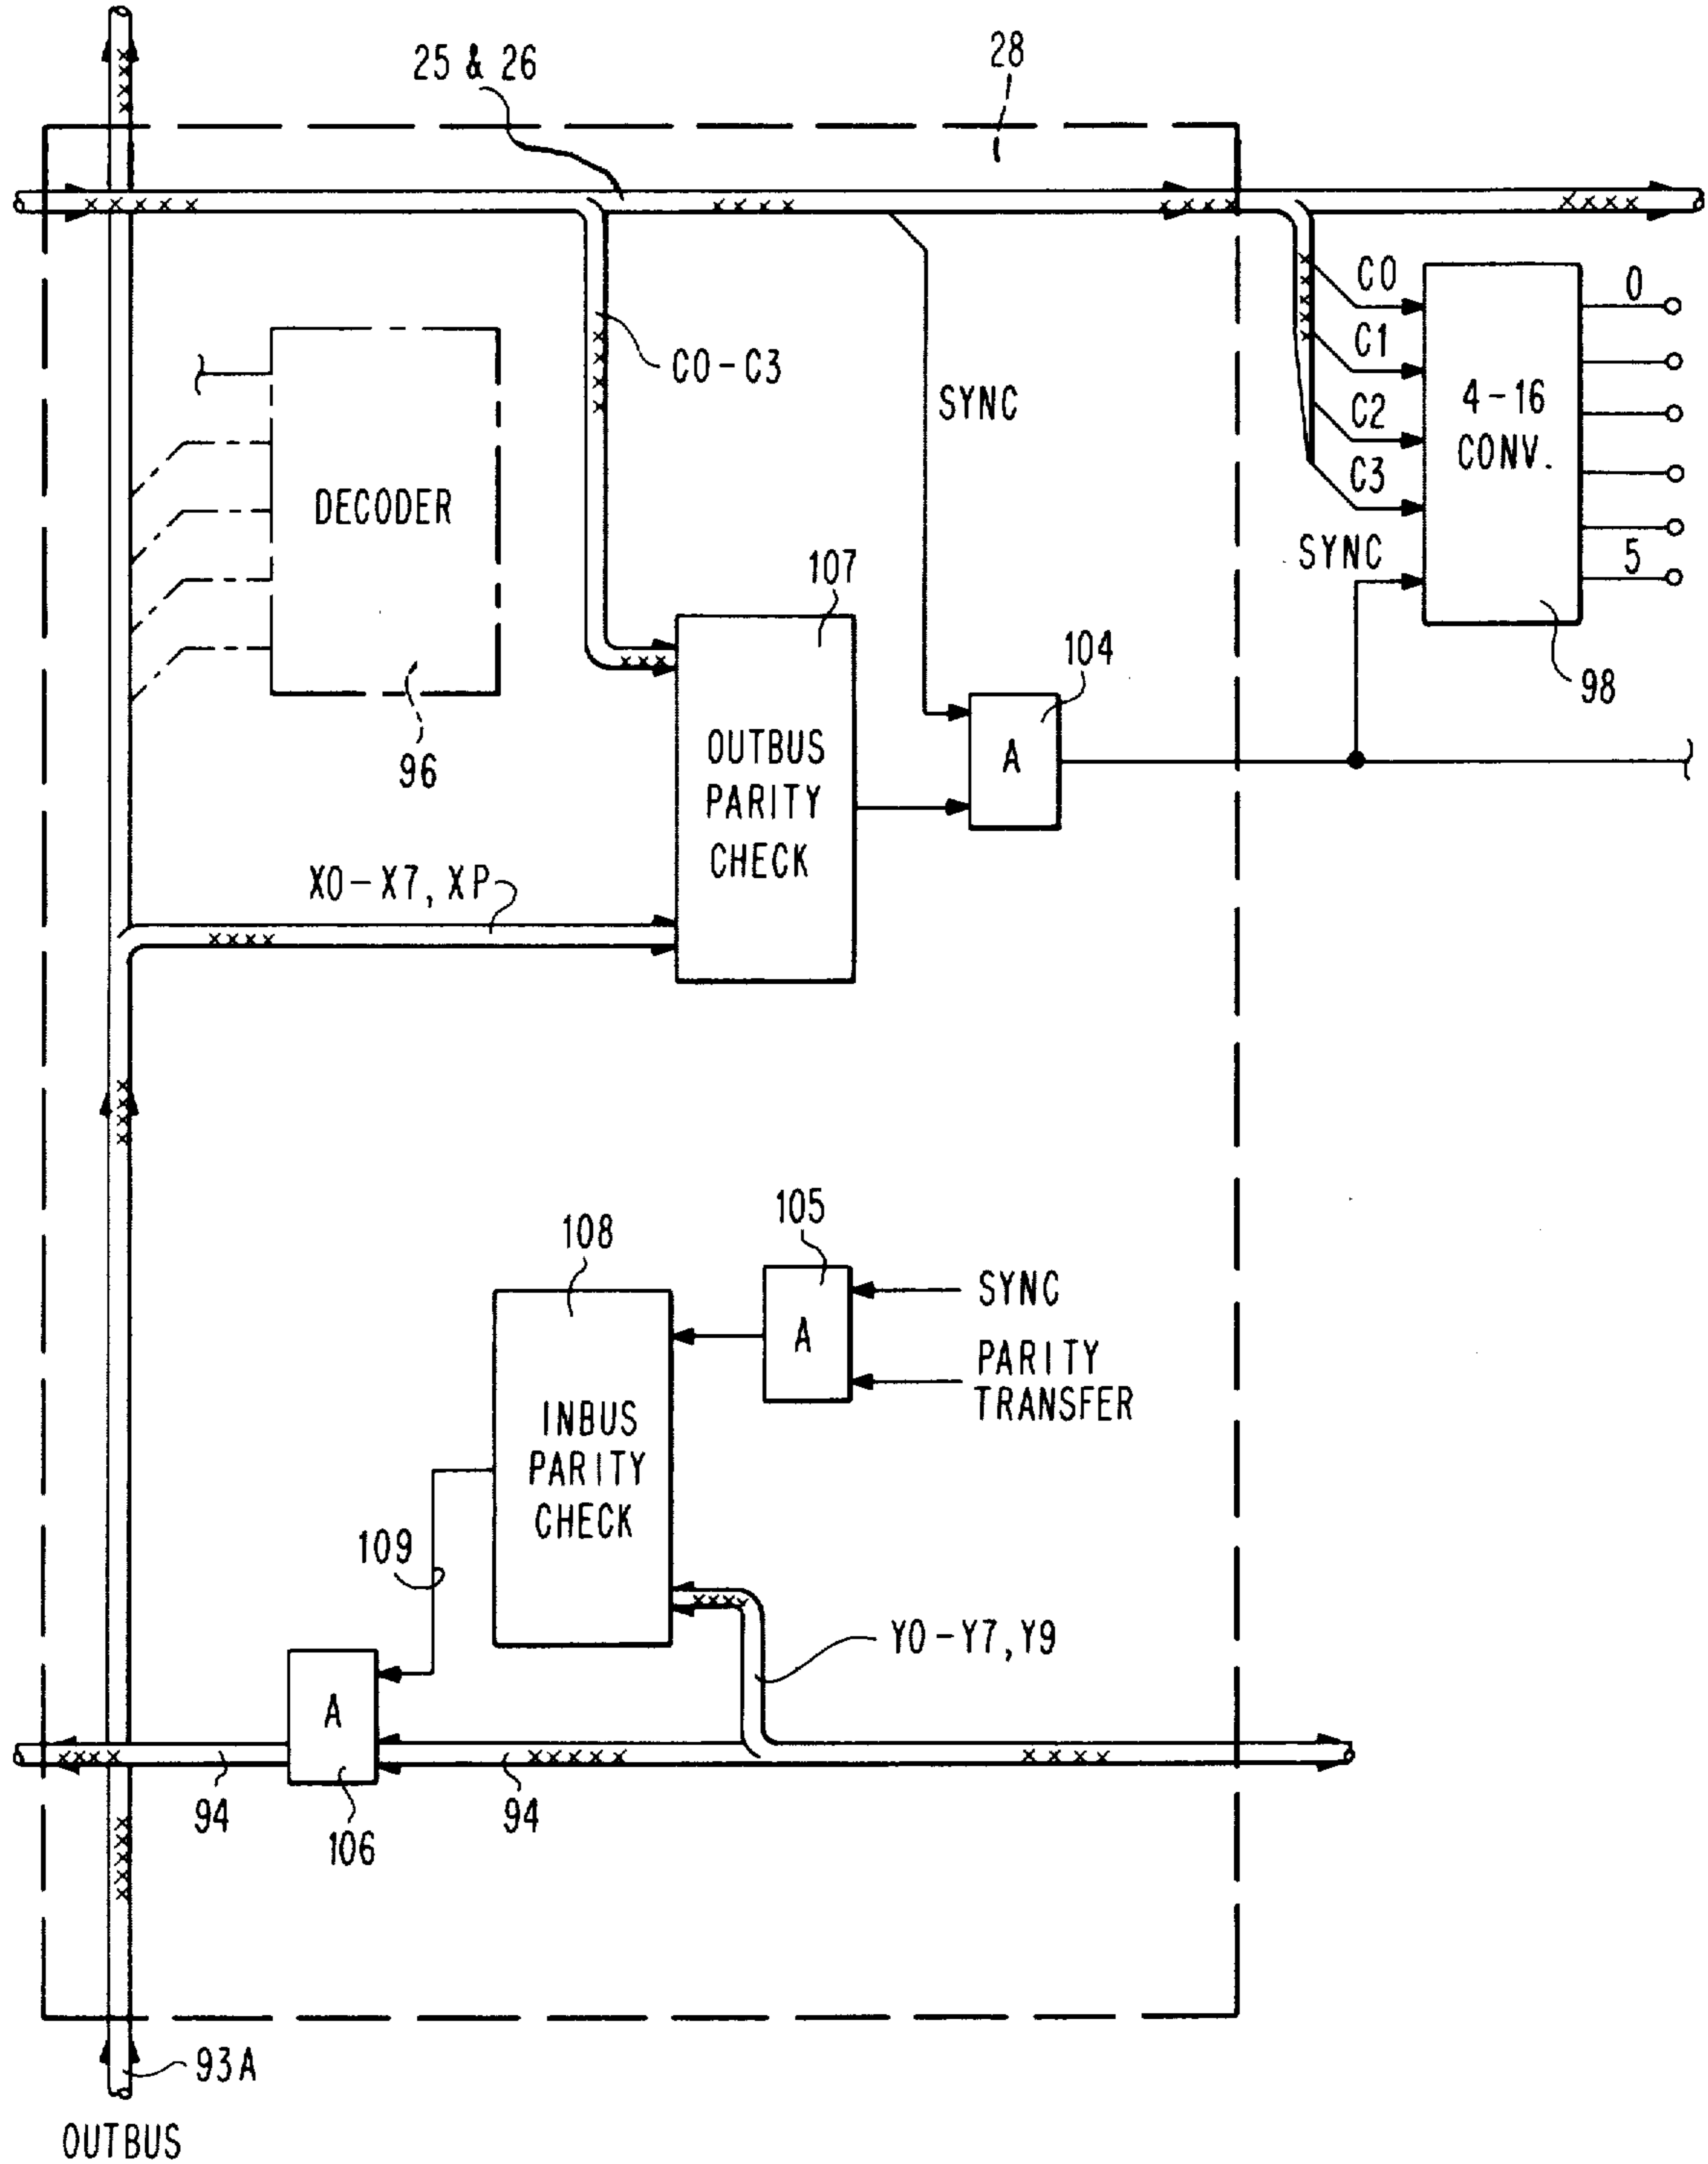 25 & 26
28
C0
0
C0-C3
C1
SYNC
C2
4-16
CONV.
C3
DECODER
SYNC
5
107
104
98
96
A
OUTBUS
PARITY
CHECK
X0-X7, XP
105
108
SYNC
A
PARITY
TRANSFER
INBUS
PARITY
CHECK
109
Y0-Y7, Y9
A
94
94
106
93A
OUTBUS